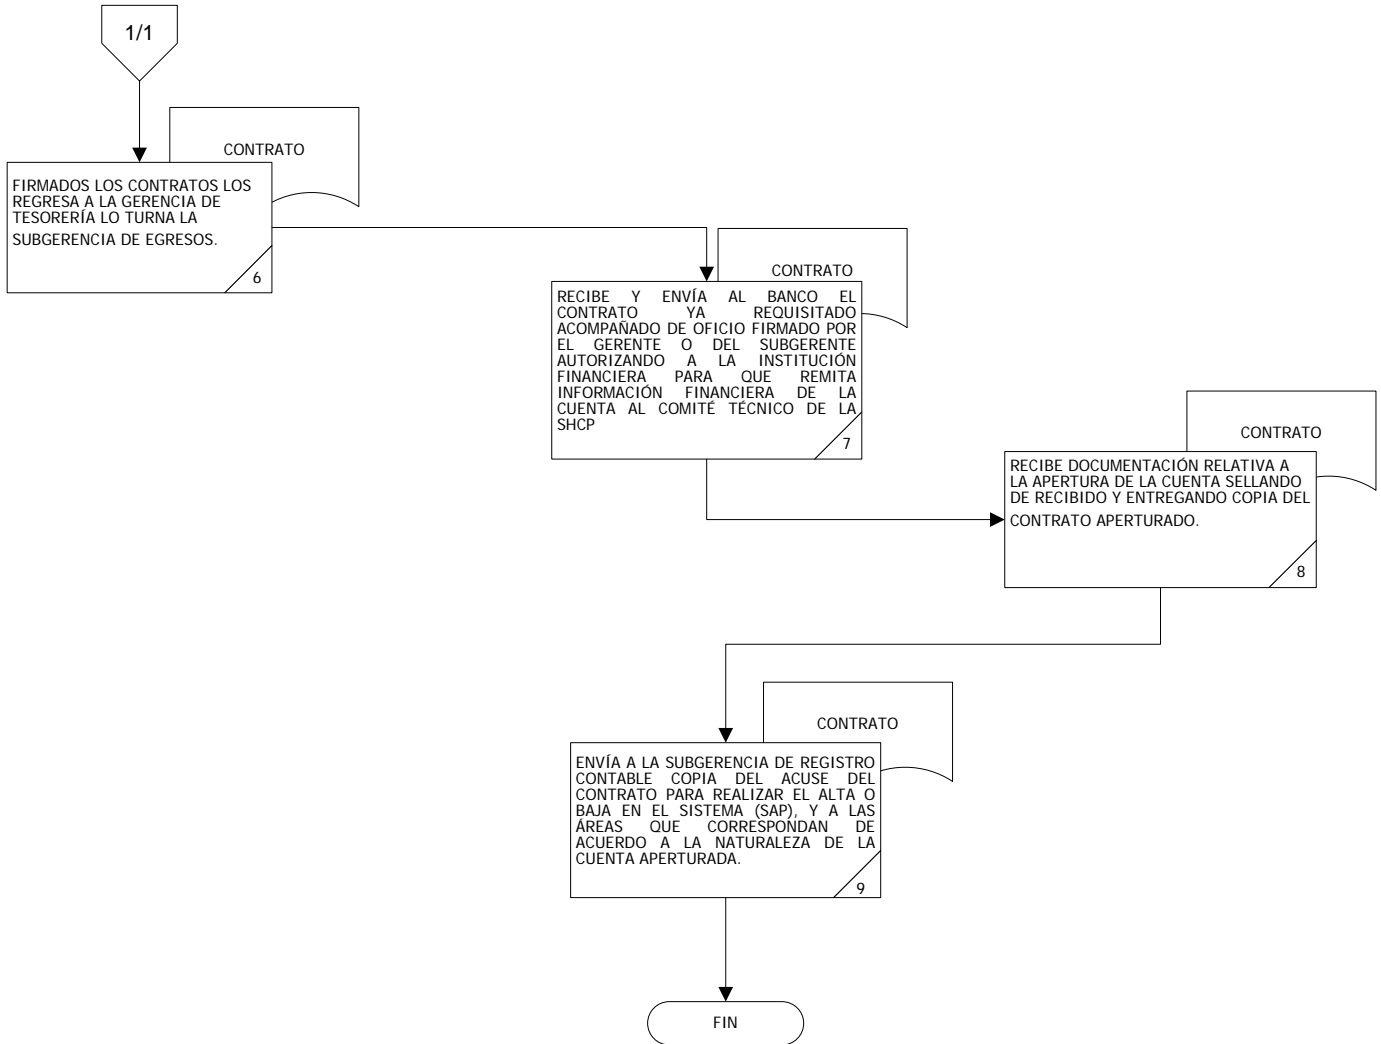 1/1
CONTRATO
FIRMADOS LOS CONTRATOS LOS
REGRESA A LA GERENCIA DE
TESORERÍA LO TURNA LA
SUBGERENCIA DE EGRESOS.
6
CONTRATO
RECIBE Y ENVÍA AL BANCO EL
CONTRATO YA REQUISITADO
ACOMPAÑADO DE OFICIO FIRMADO POR
EL GERENTE O DEL SUBGERENTE
AUTORIZANDO A LA INSTITUCIÓN
FINANCIERA PARA QUE REMITA
INFORMACIÓN FINANCIERA DE LA
CUENTA AL COMITÉ TÉCNICO DE LA
SHCP
7
CONTRATO
RECIBE DOCUMENTACIÓN RELATIVA A
LA APERTURA DE LA CUENTA SELLANDO
DE RECIBIDO Y ENTREGANDO COPIA DEL
CONTRATO APERTURADO.
8
CONTRATO
ENVÍA A LA SUBGERENCIA DE REGISTRO
CONTABLE COPIA DEL ACUSE DEL
CONTRATO PARA REALIZAR EL ALTA O
BAJA EN EL SISTEMA (SAP), Y A LAS
ÁREAS QUE CORRESPONDAN DE
ACUERDO A LA NATURALEZA DE LA
CUENTA APERTURADA.
9
FIN